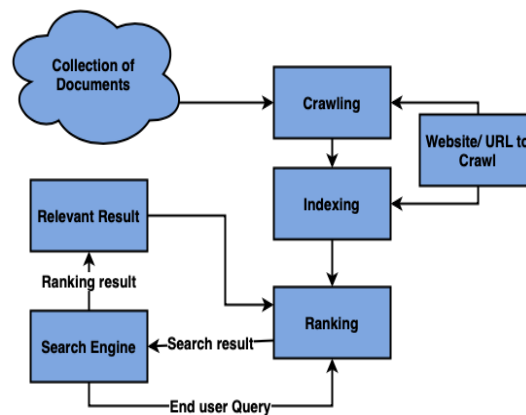 Collection of
Documents
Crawling
Website/ URL to
Crawl
Relevant Result
Indexing
Ranking result
Ranking
Search Engine
Search result
End user Query